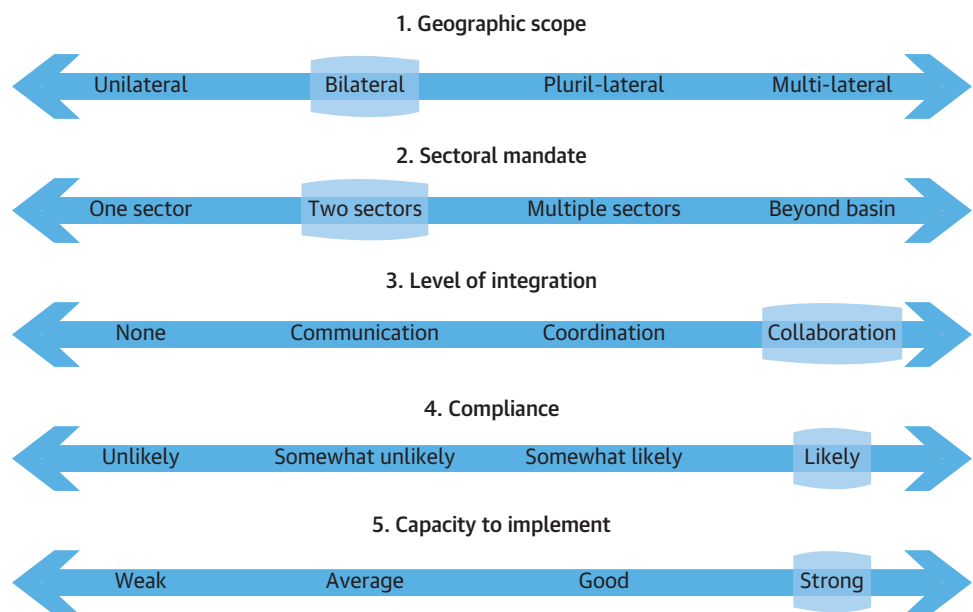 1. Geographic scope
Unilateral Bilateral Pluril-lateral Multi-lateral
2. Sectoral mandate
One sector Two sectors Multiple sectors Beyond basin
3. Level of integration
None Communication Coordination Collaboration
4. Compliance
Unlikely Somewhat unlikely Somewhat likely Likely
5. Capacity to implement
Weak Average Good Strong